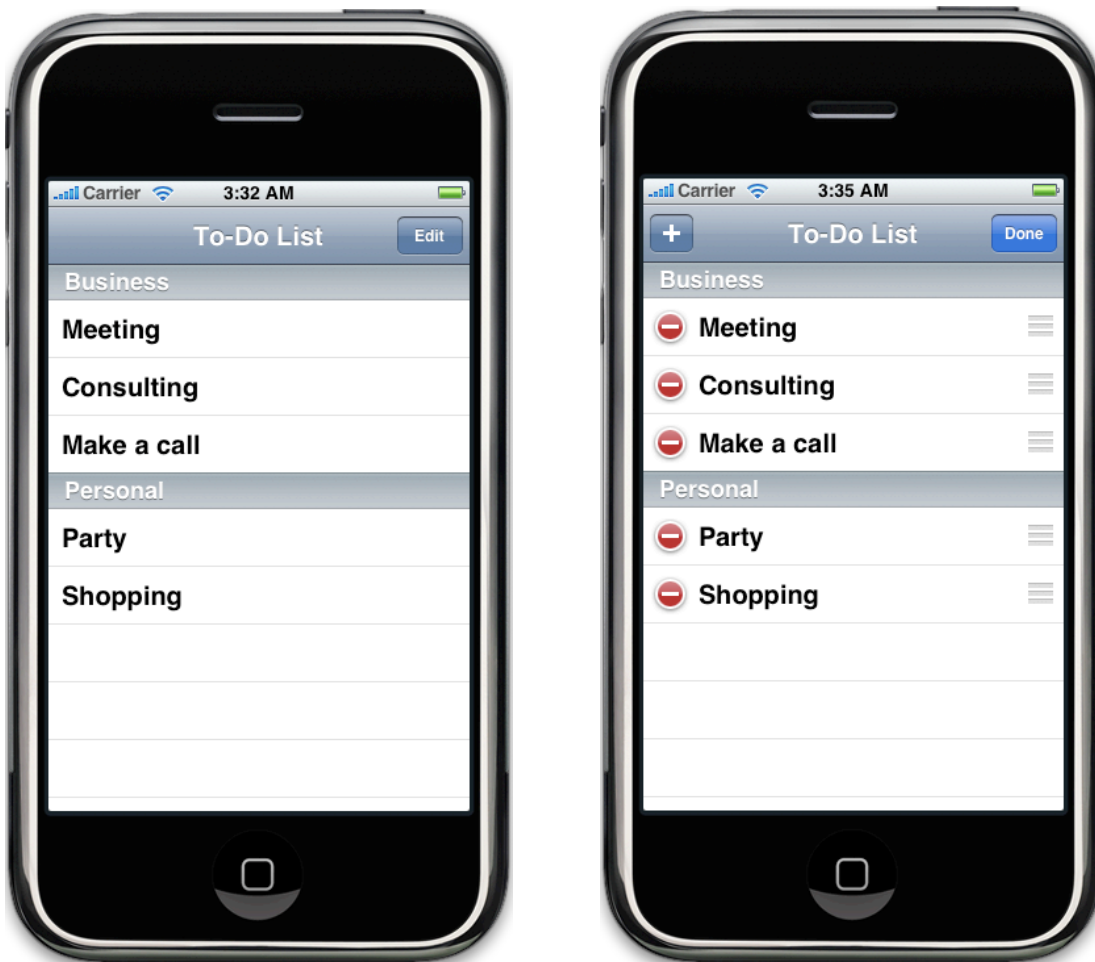 Carrier 3:32 AM
To-Do List Edit
Business
Meeting
Consulting
Make a call
Personal
Party
Shopping
Carrier 3:35 AM
+ To-Do List Done
Business
Meeting
Consulting
Make a call
Personal
Party
Shopping